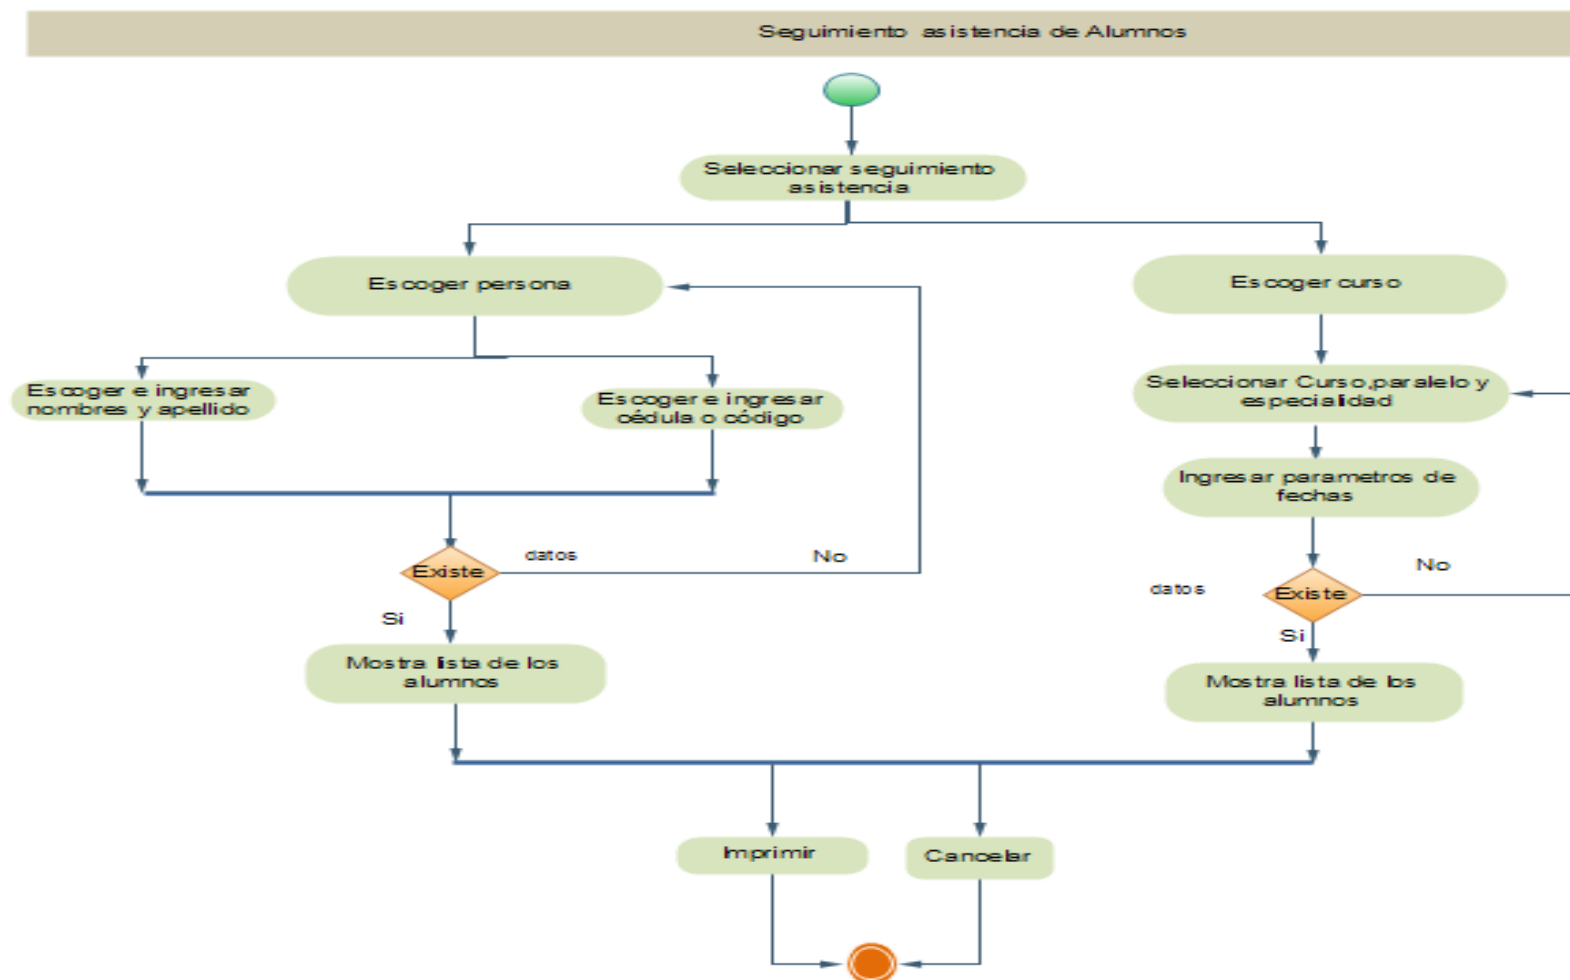 Seguimiento asistencia de Alumnos
Seleccionar seguimiento
asistencia
Escoger persona
Escoger curso
Escoger e ingresar
nombres y apellido
Escoger e ingresar
cédula o código
Seleccionar Curso,paralelo y
especialidad
Ingresar parametros de
fechas
Existe
datos
No
Si
datos
Existe
No
Si
Mostra lista de los
alumnos
Mostra lista de los
alumnos
Imprimir
Cancelar